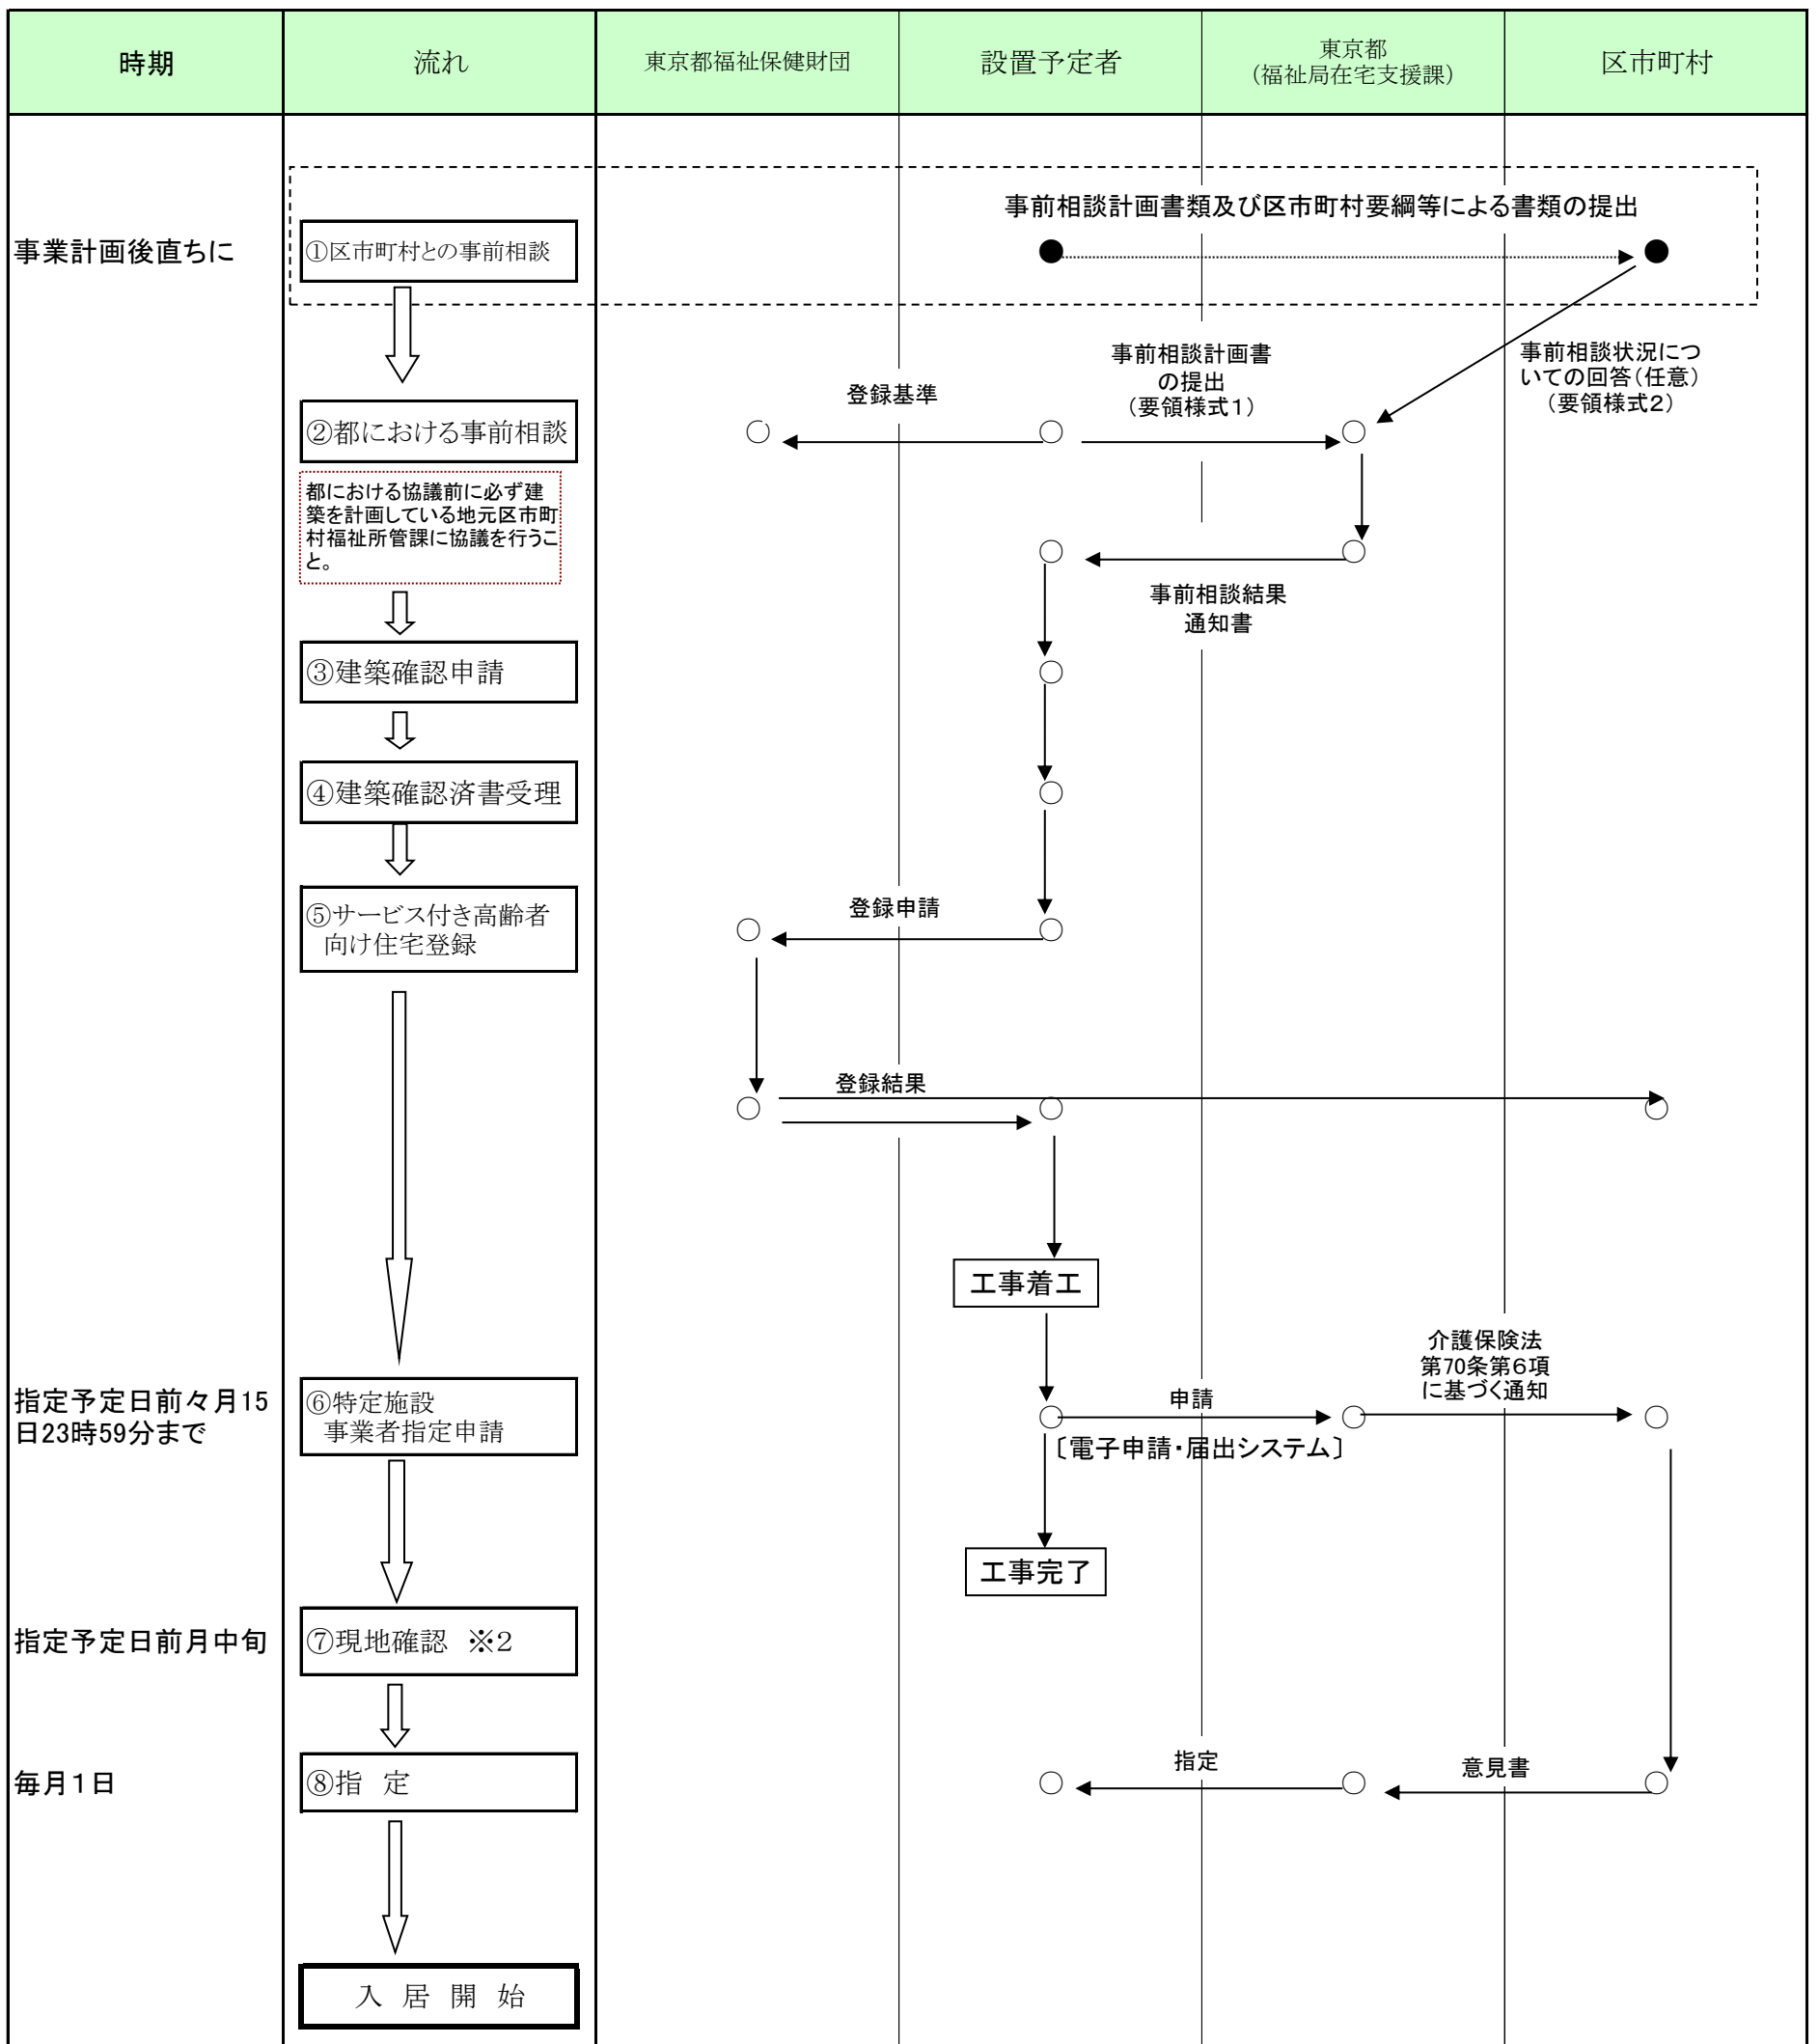 時期
流れ
東京都福祉保健財団
設置予定者
東京都
（福祉局在宅支援課）
区市町村
事前相談計画書類及び区市町村要綱等による書類の提出
事業計画後直ちに
①区市町村との事前相談
登録基準
事前相談計画書
の提出
（要領様式１）
事前相談状況につ
いての回答（任意）
（要領様式２）
②都における事前相談
都における協議前に必ず建
築を計画している地元区市町
村福祉所管課に協議を行うこ
と。
事前相談結果
通知書
③建築確認申請
④建築確認済書受理
登録申請
⑤サービス付き高齢者
向け住宅登録
登録結果
工事着工
指定予定日前々月15
日23時59分まで
⑥特定施設
事業者指定申請
申請
〔電子申請・届出システム〕
介護保険法
第70条第６項
に基づく通知
工事完了
指定予定日前月中旬
⑦現地確認　※2
毎月１日
⑧指　定
指定
意見書
入　居　開　始